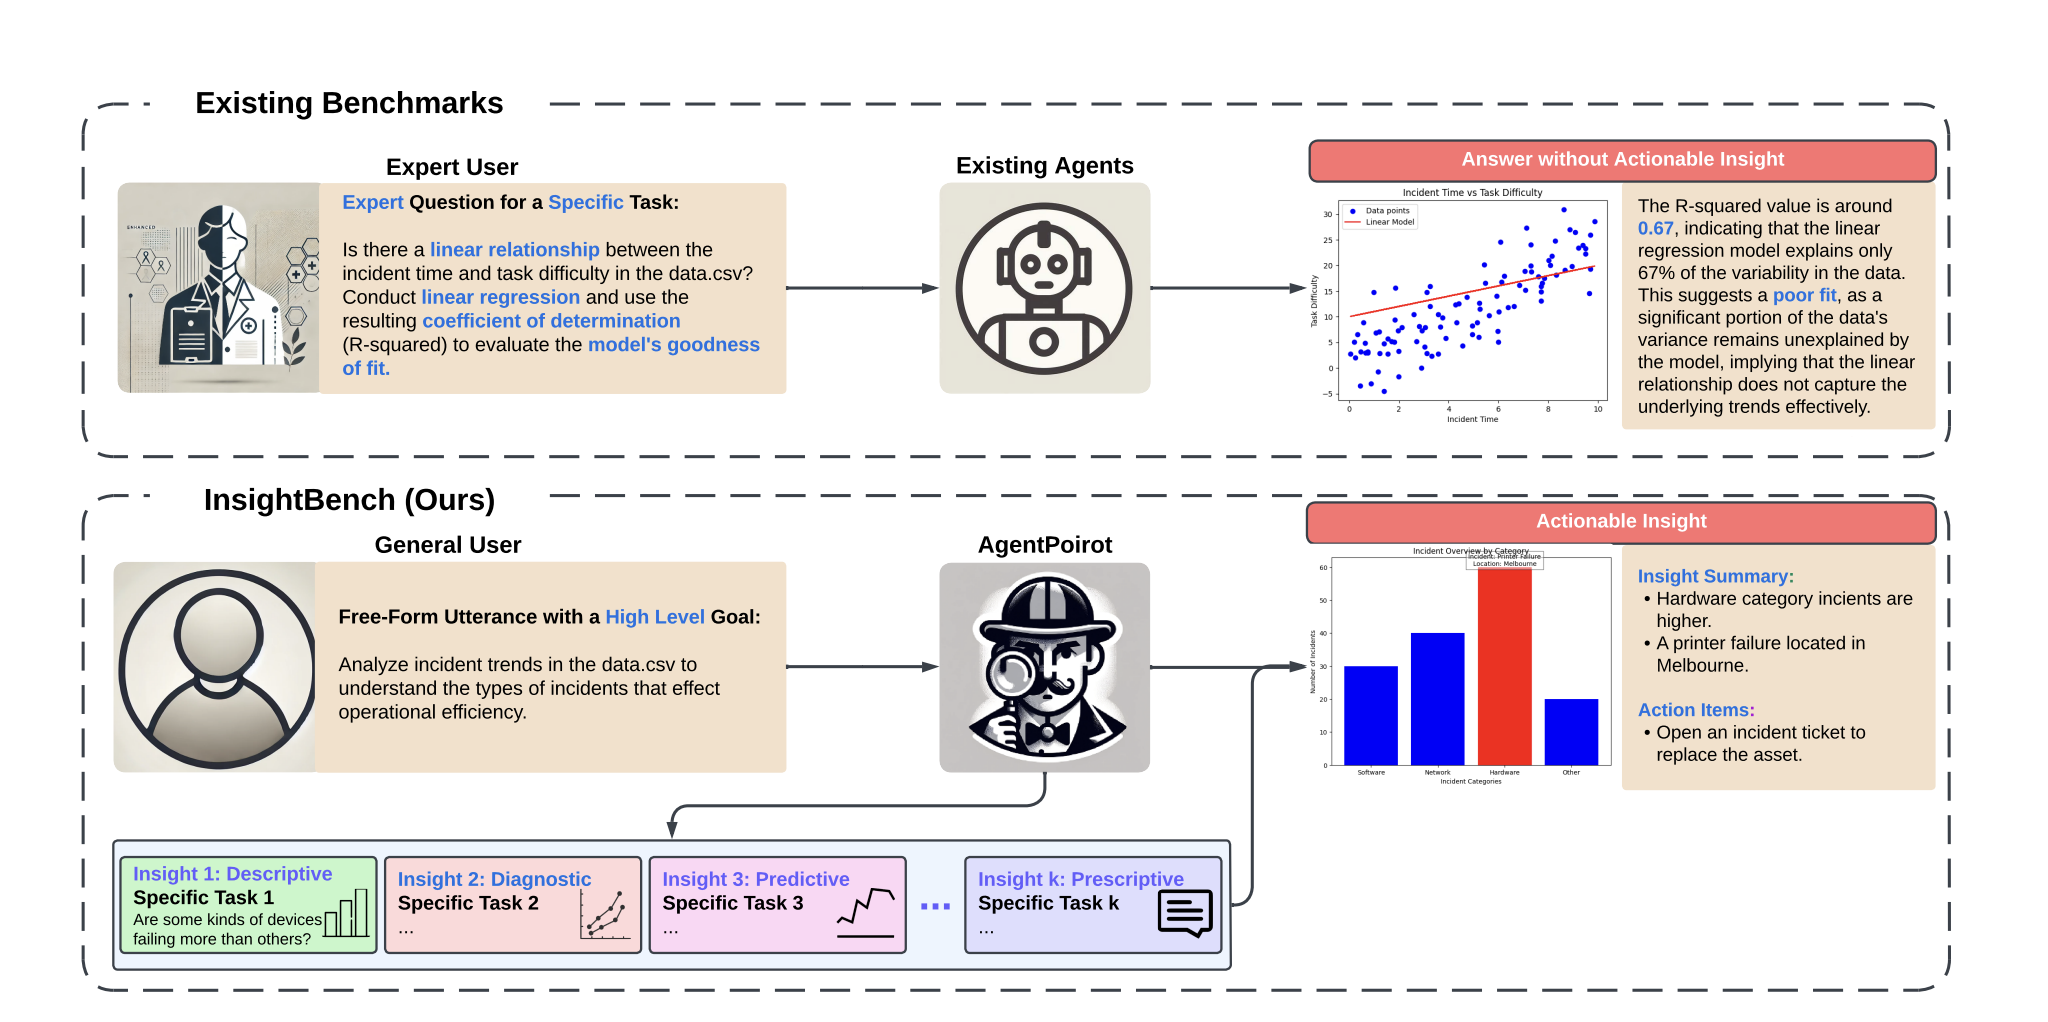 Existing Benchmarks
Expert User
ENHANCED
Expert Question for a Specific Task:
Is there a linear relationship between the
incident time and task difficulty in the data.csv?
Conduct linear regression and use the
resulting coefficient of determination
(R-squared) to evaluate the model's goodness
of fit.
Existing Agents
Answer without Actionable Insight
Incident Time vs Task Difficulty
Data points
Linear Model
Task Difficulty
30
25
20
15
10
5
0
−5
0 2 4 6 8 10
Incident Time
The R-squared value is around
0.67, indicating that the linear
regression model explains only
67% of the variability in the data.
This suggests a poor fit, as a
significant portion of the data's
variance remains unexplained by
the model, implying that the linear
relationship does not capture the
underlying trends effectively.
InsightBench (Ours)
General User
Free-Form Utterance with a High Level Goal:
Analyze incident trends in the data.csv to
understand the types of incidents that effect
operational efficiency.
AgentPoirot
Actionable Insight
Incident Overview by Category
Incident: Printer Failure
Location: Melbourne
Number of Incidents
60
50
40
30
20
10
0
Software Network Hardware Other
Incident Categories
Insight Summary:
• Hardware category incients are
higher.
• A printer failure located in
Melbourne.
Action Items:
• Open an incident ticket to
replace the asset.
Insight 1: Descriptive
Specific Task 1
Are some kinds of devices
failing more than others?
Insight 2: Diagnostic
Specific Task 2
...
Insight 3: Predictive
Specific Task 3
...
...
Insight k: Prescriptive
Specific Task k
...